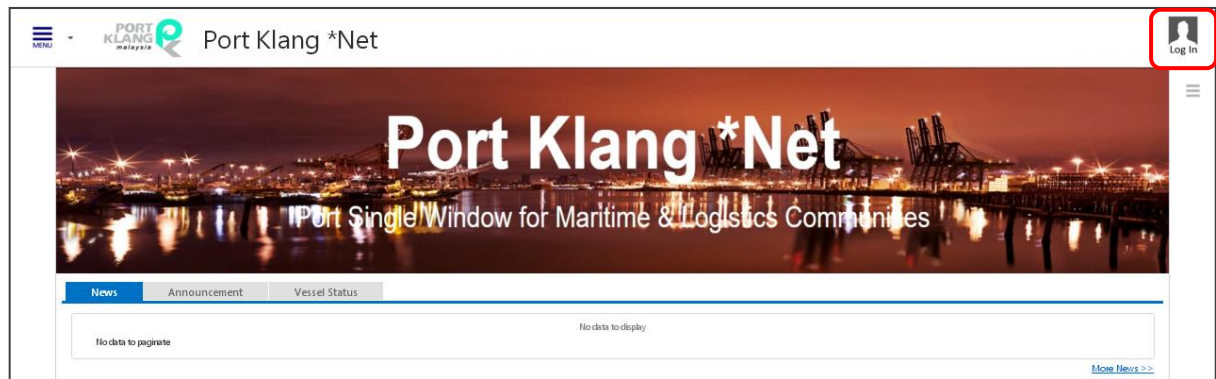 MENU
PORT
KLANG
malaysia
Port Klang *Net
Log In
Port Klang *Net
Port Single Window for Maritime & Logistics Communities
News Announcement Vessel Status
No data to display
No data to paginate
More News >>